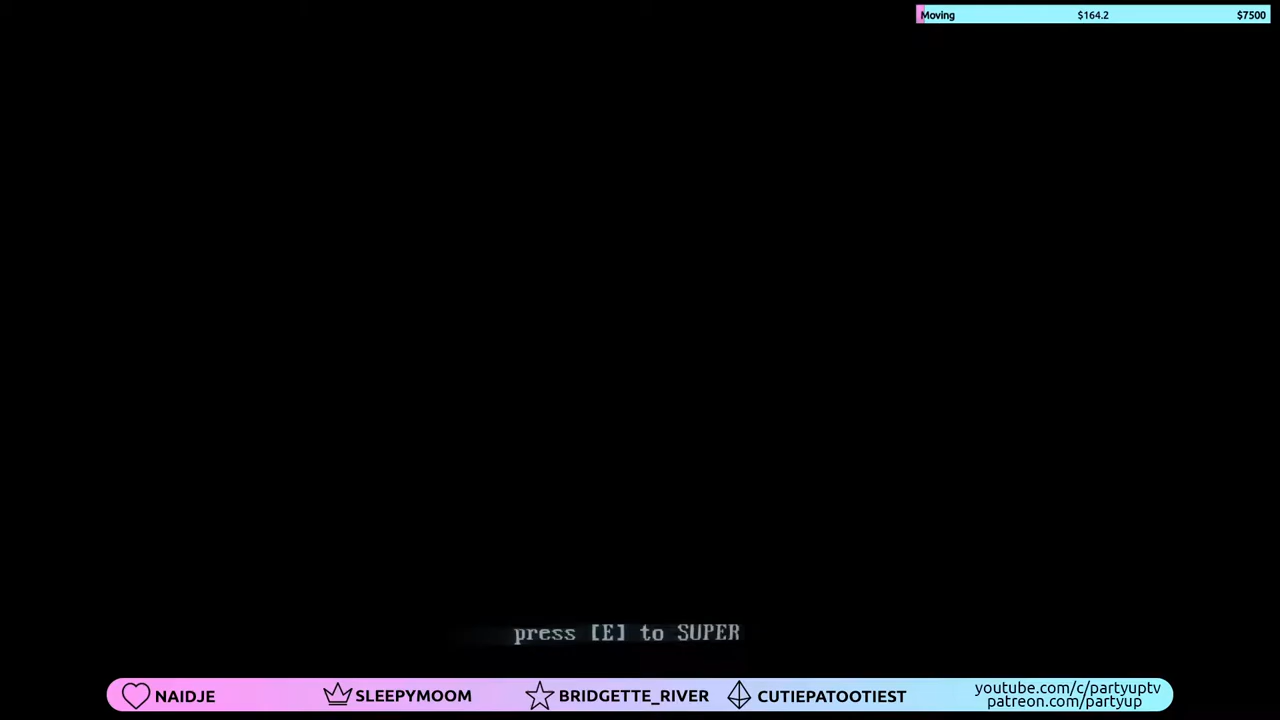 Moving $164.2 $7500
press [E] to SUPER
NAIDJE SLEEPYMOOM BRIDGETTE_RIVER CUTIEPATOOTIEST
youtube.com/c/partyuptv
patreon.com/partyup